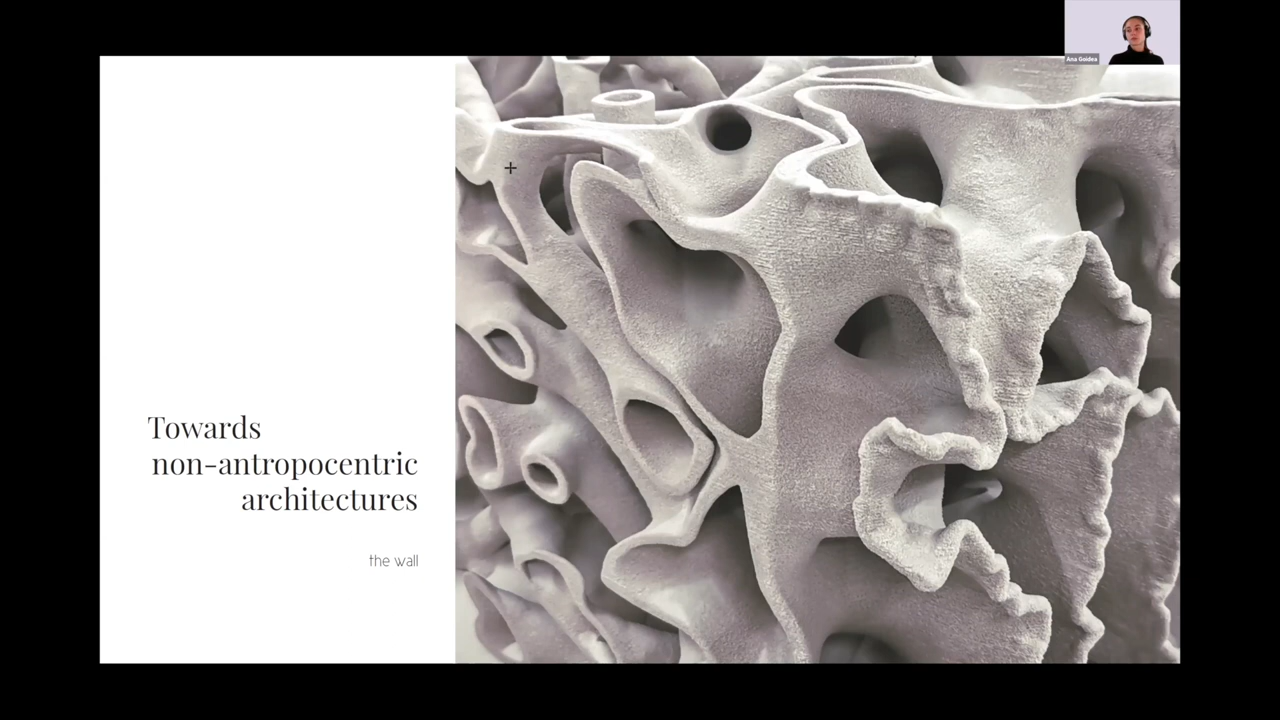 Ana Goidea
Towards
non-antropocentric
architectures
the wall